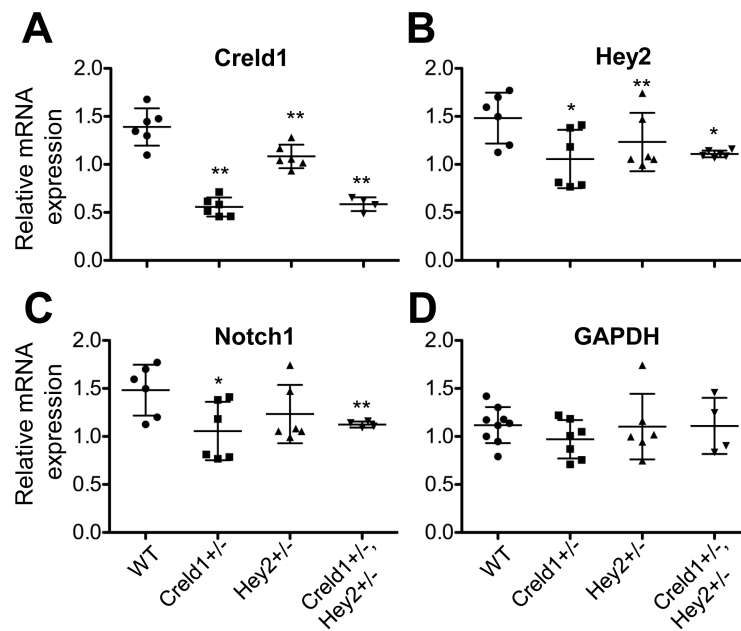 A
Creld1
Relative mRNA
expression
2.0
1.5
1.0
0.5
0.0
**
**
**
B
Hey2
2.0
1.5
1.0
0.5
0.0
*
**
*
C
Notch1
Relative mRNA
expression
2.0
1.5
1.0
0.5
0.0
*
**
WT
Creld1+/-
Hey2+/-
Creld1+/-,
Hey2+/-
D
GAPDH
2.0
1.5
1.0
0.5
0.0
WT
Creld1+/-
Hey2+/-
Creld1+/-,
Hey2+/-